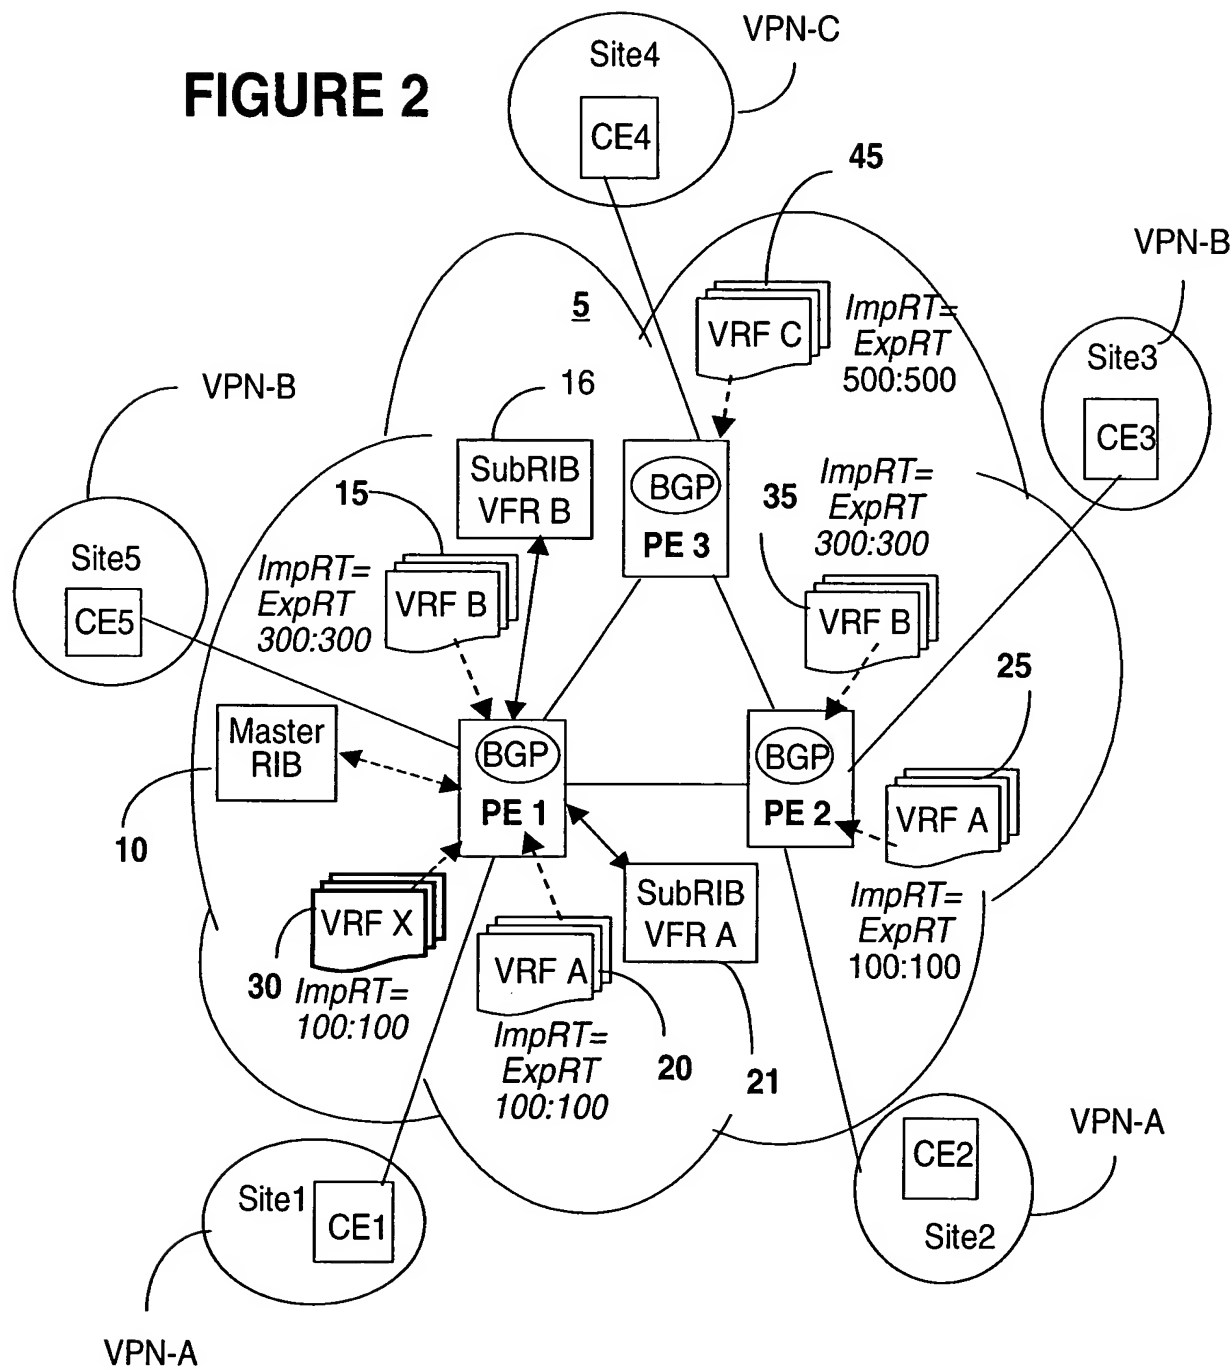 VPN-C
Site4
FIGURE 2
CE4
45
VPN-B
5
ImpRT=
ExpRT
500:500
VRF C
Site3
CE3
VPN-B
16
SubRIB
VFR B
BGP
PE 3
ImpRT=
ExpRT
300:300
35
15
Site5
CE5
ImpRT=
ExpRT
300:300
VRF B
VRF B
25
Master
RIB
BGP
PE 1
BGP
PE 2
VRF A
10
ImpRT=
ExpRT
100:100
SubRIB
VFR A
VRF X
30
ImpRT=
100:100
VRF A
ImpRT=
ExpRT
100:100
20
21
CE2
Site2
VPN-A
Site1
CE1
VPN-A